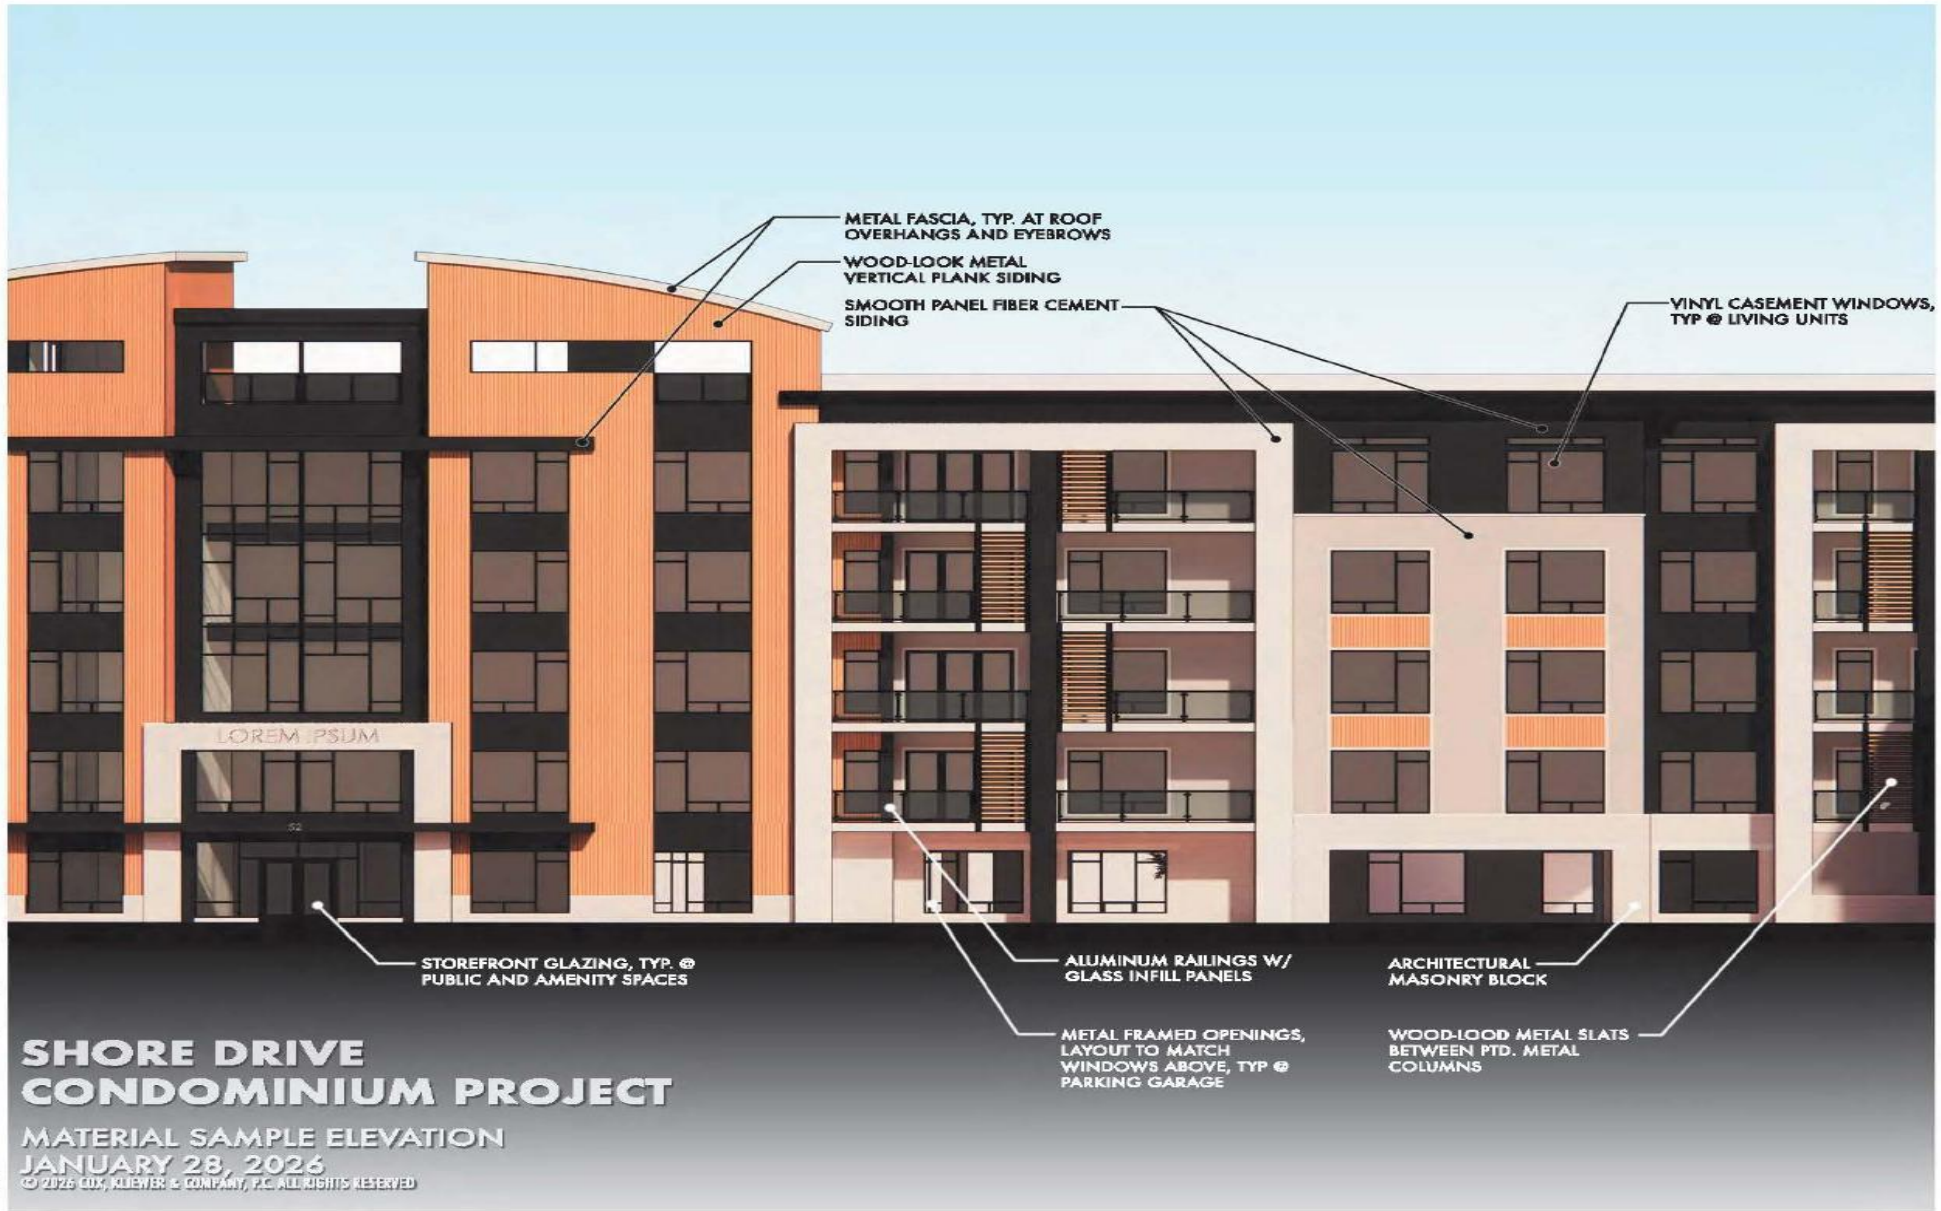 METAL FASCIA, TYP. AT ROOF
OVERHANGS AND EYEBROWS
WOOD-LOOK METAL
VERTICAL PLANK SIDING
SMOOTH PANEL FIBER CEMENT
SIDING
VINYL CASEMENT WINDOWS,
TYP @ LIVING UNITS
LOREM IPSUM
52
STOREFRONT GLAZING, TYP. @
PUBLIC AND AMENITY SPACES
ALUMINUM RAILINGS W/
GLASS INFILL PANELS
ARCHITECTURAL
MASONRY BLOCK
METAL FRAMED OPENINGS,
LAYOUT TO MATCH
WINDOWS ABOVE, TYP @
PARKING GARAGE
WOOD-LOOD METAL SLATS
BETWEEN PTD. METAL
COLUMNS
SHORE DRIVE
CONDOMINIUM PROJECT
MATERIAL SAMPLE ELEVATION
JANUARY 28, 2026
© 2026 COX, KLIEWER & COMPANY, P.C. ALL RIGHTS RESERVED